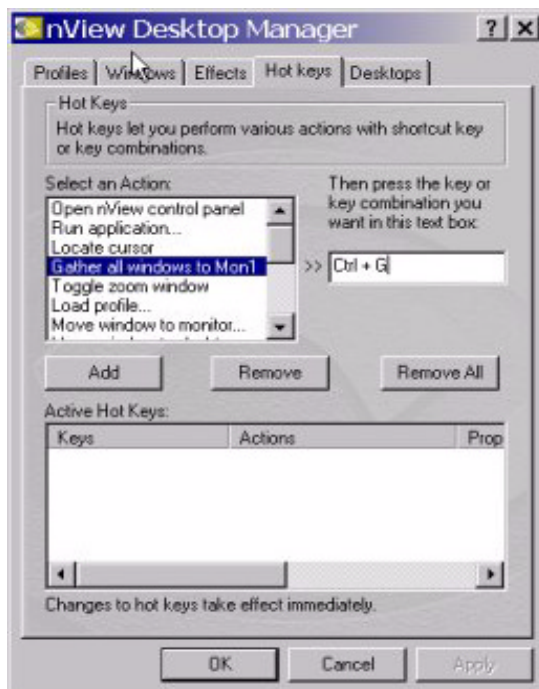 nView Desktop Manager
Profiles
Windows
Effects
Hot keys
Desktops
Hot Keys
Hot keys let you perform various actions with shortcut key
or key combinations.
Select an Action:
Open nView control panel
Run application...
Locate cursor
Gather all windows to Mon1
Toggle zoom window
Load profile...
Move window to monitor...
Then press the key or
key combination you
want in this text box:
>>
Ctrl + G
Add
Remove
Remove All
Active Hot Keys:
Keys
Actions
Prop
Changes to hot keys take effect immediately.
OK
Cancel
Apply